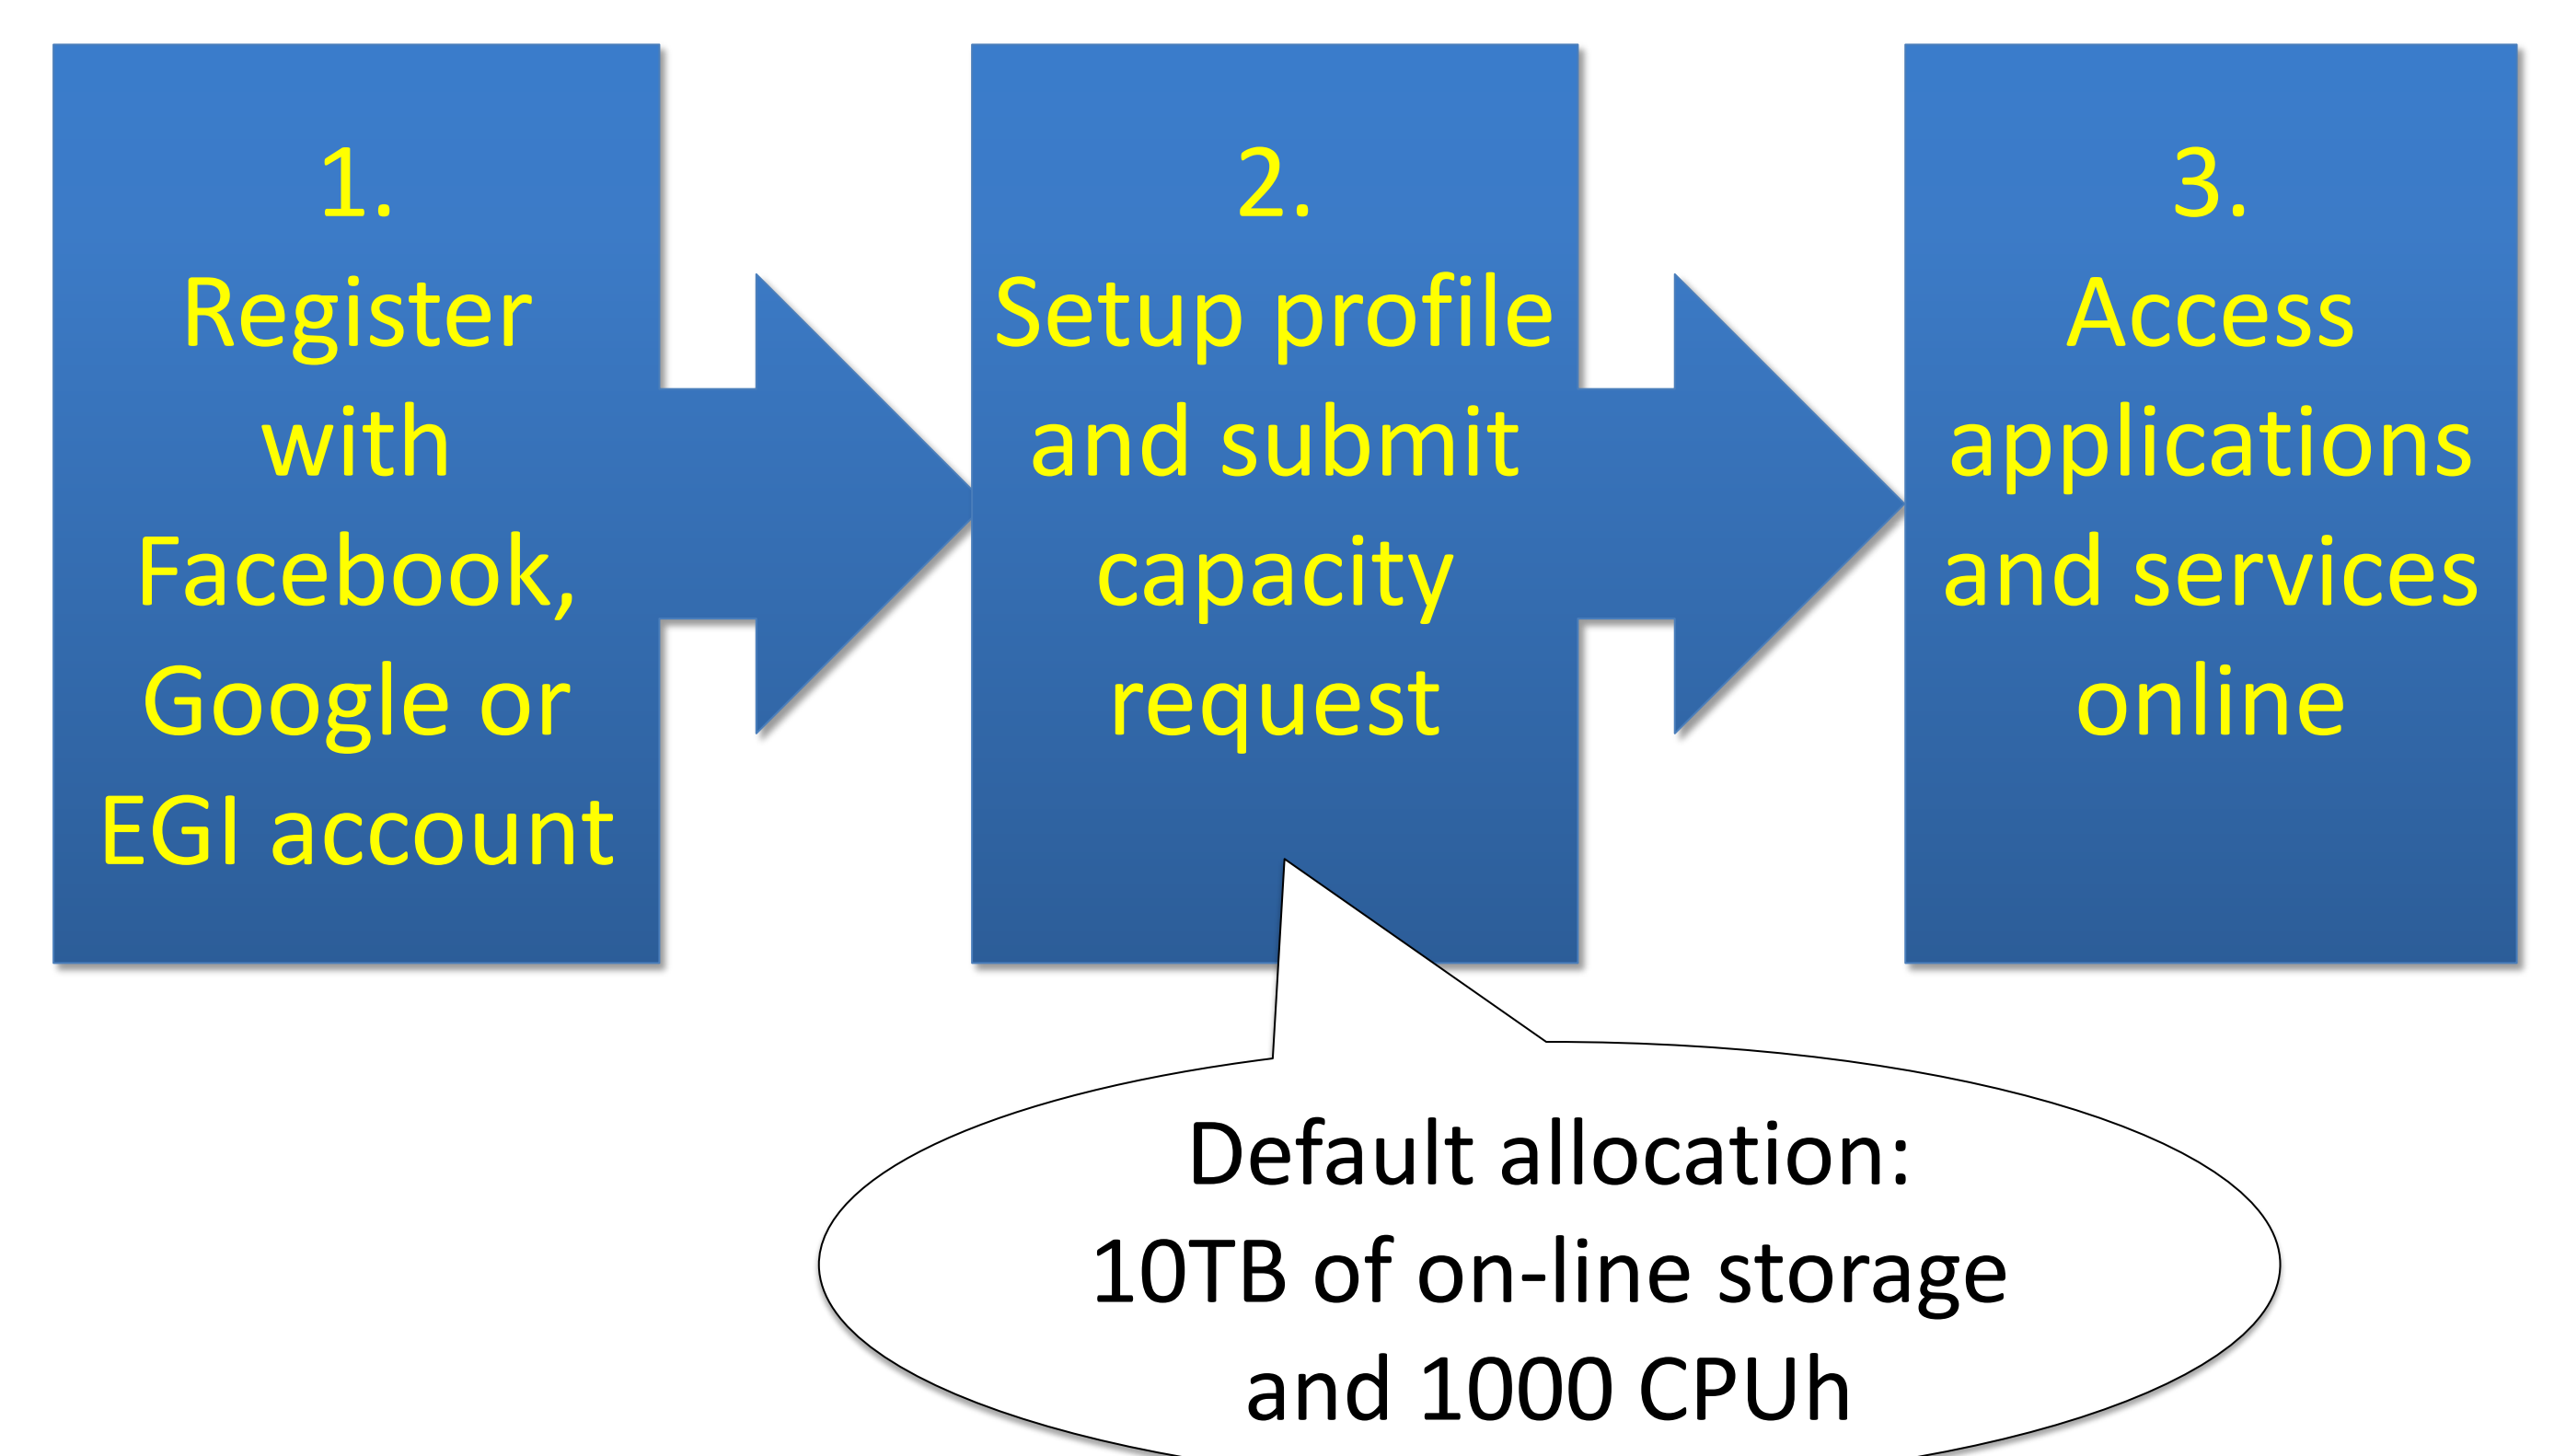 1.
Register
with
Facebook,
Google or
EGI account
2.
Setup profile
and submit
capacity
request
3.
Access
applications
and services
online
Default allocation:
10TB of on-line storage
and 1000 CPUh